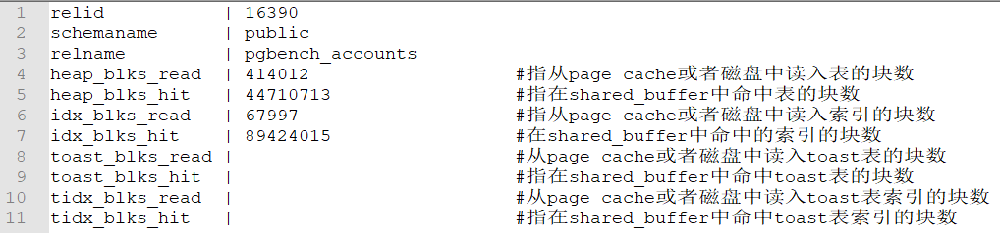 1 relid | 16390
2 schemaname | public
3 relname | pgbench_accounts
4 heap_blks_read | 414012 #指从page cache或者磁盘中读入表的块数
5 heap_blks_hit | 44710713 #指在shared_buffer中命中表的块数
6 idx_blks_read | 67997 #指从page cache或者磁盘中读入索引的块数
7 idx_blks_hit | 89424015 #在shared_buffer中命中的索引的块数
8 toast_blks_read | #从page cache或者磁盘中读入toast表的块数
9 toast_blks_hit | #指在shared_buffer中命中toast表的块数
10 tidx_blks_read | #从page cache或者磁盘中读入toast表索引的块数
11 tidx_blks_hit | #指在shared_buffer中命中toast表索引的块数